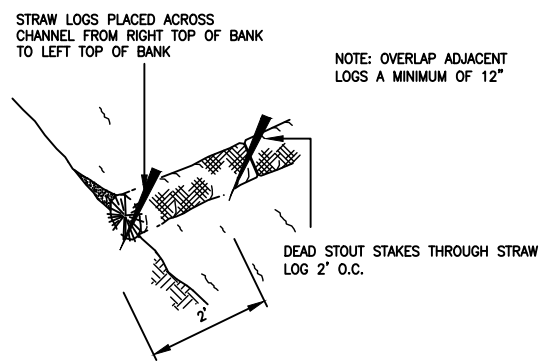 STRAW LOGS PLACED ACROSS
CHANNEL FROM RIGHT TOP OF BANK
TO LEFT TOP OF BANK
NOTE: OVERLAP ADJACENT
LOGS A MINIMUM OF 12"
DEAD STOUT STAKES THROUGH STRAW
LOG 2' O.C.
2'